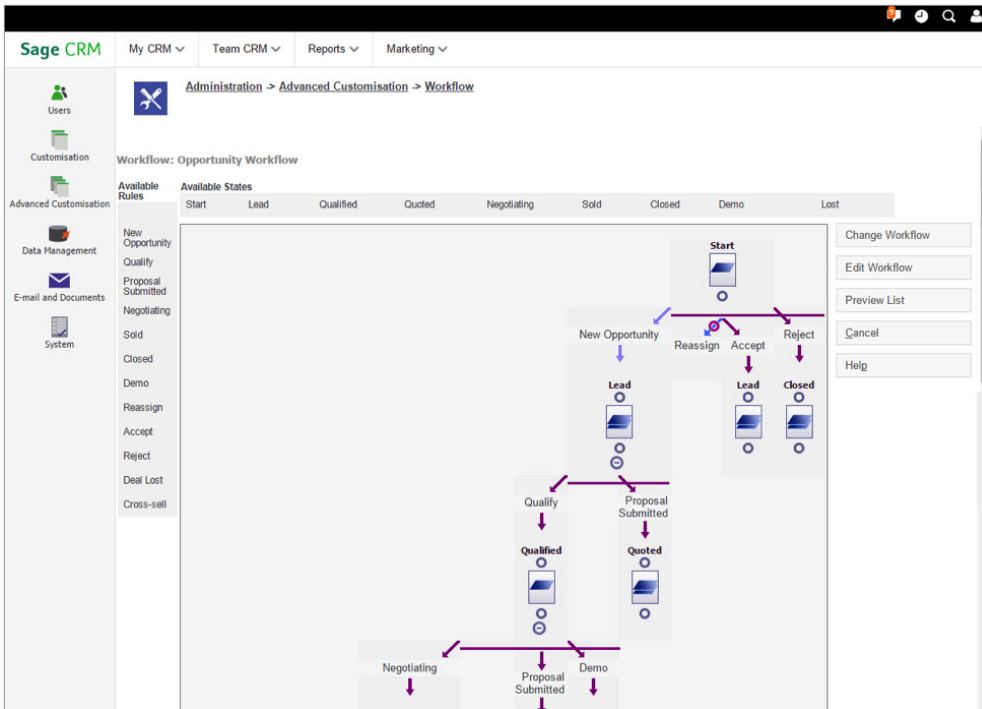 5
Sage CRM
My CRM
Team CRM
Reports
Marketing
Administration -> Advanced Customisation -> Workflow
Users
Customisation
Advanced Customisation
Data Management
E-mail and Documents
System
Workflow: Opportunity Workflow
Available
Rules
Available States
Start Lead Qualified Quoted Negotiating Sold Closed Demo Lost
New
Opportunity
Qualify
Proposal
Submitted
Negotiating
Sold
Closed
Demo
Reassign
Accept
Reject
Deal Lost
Cross-sell
Start
New Opportunity
Reassign
Accept
Reject
Lead
Lead
Closed
Qualify
Proposal
Submitted
Qualified
Quoted
Negotiating
Proposal
Submitted
Demo
Change Workflow
Edit Workflow
Preview List
Cancel
Help